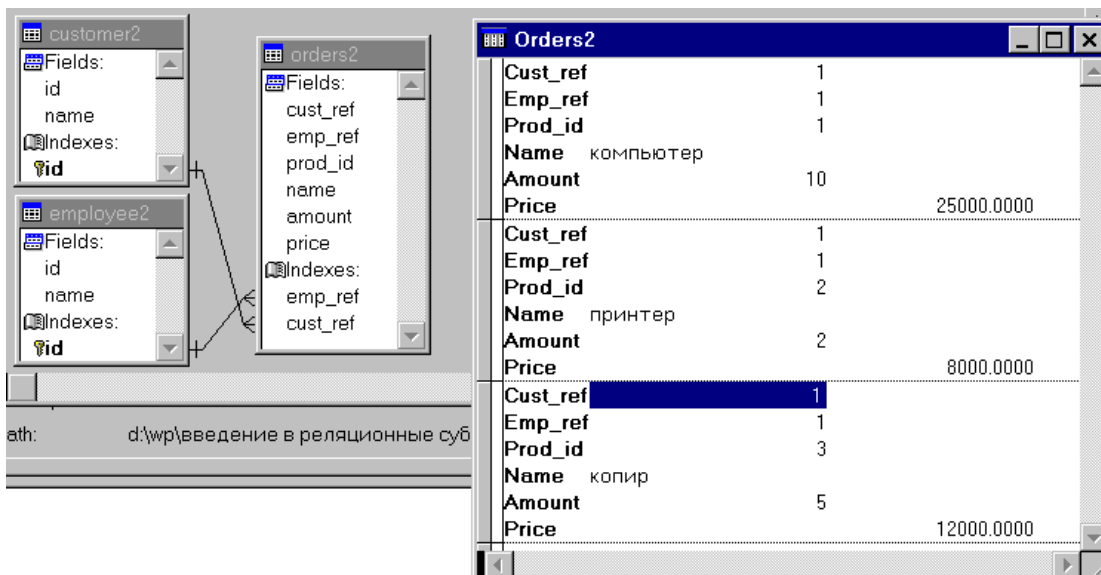 customer2
Fields:
id
name
Indexes:
id
employee2
Fields:
id
name
Indexes:
id
orders2
Fields:
cust_ref
emp_ref
prod_id
name
amount
price
Indexes:
emp_ref
cust_ref
ath: d:\wp\введение в реляционные суб
Orders2
Cust_ref 1
Emp_ref 1
Prod_id 1
Name компьютер
Amount 10
Price 25000.0000
Cust_ref 1
Emp_ref 1
Prod_id 2
Name принтер
Amount 2
Price 8000.0000
Cust_ref 1
Emp_ref 1
Prod_id 3
Name копир
Amount 5
Price 12000.0000